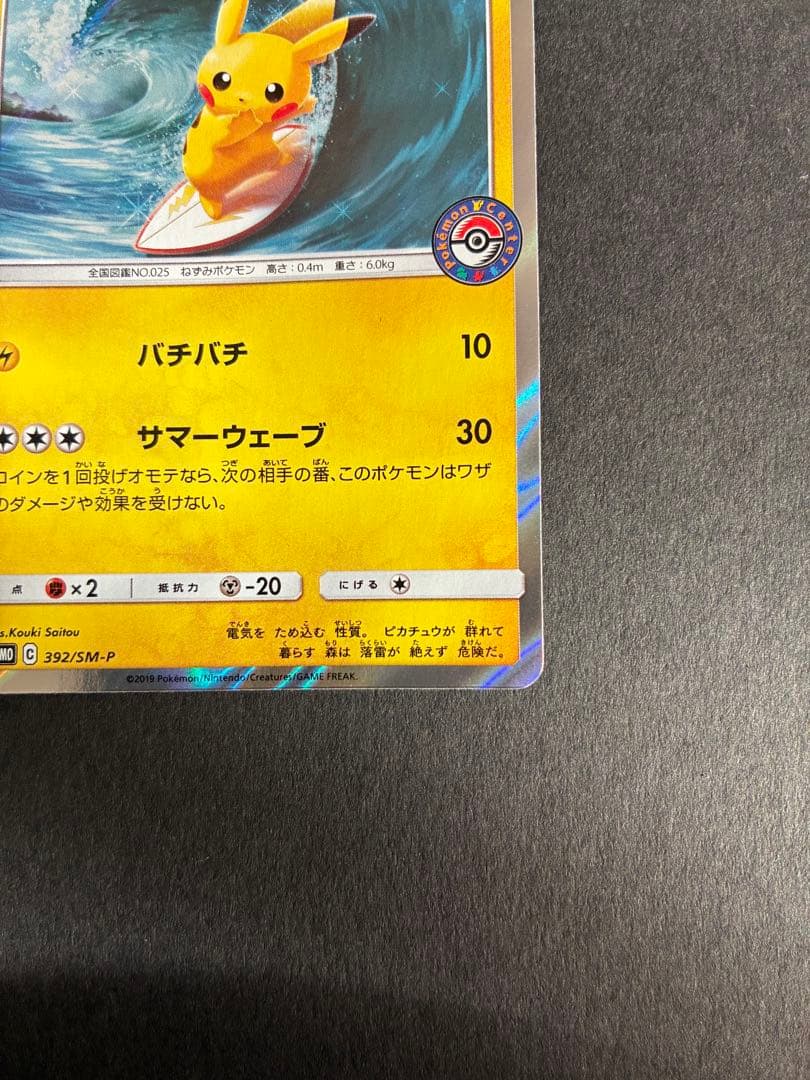 Pokémon Center
全国図鑑NO.025 ねずみポケモン 高さ:0.4m 重さ:6.0kg
バチバチ 10
サマーウェーブ 30
コインを1回投げオモテなら、次の相手の番、このポケモンはワザ
のダメージや効果を受けない。
点 ×2 抵抗力 -20 にげる
s.Kouki Saitou
電気を ため込む 性質。 ピカチュウが 群れて
暮らす 森は 落雷が 絶えず 危険だ。
MO C 392/SM-P
©2019 Pokémon/Nintendo/Creatures/GAME FREAK.